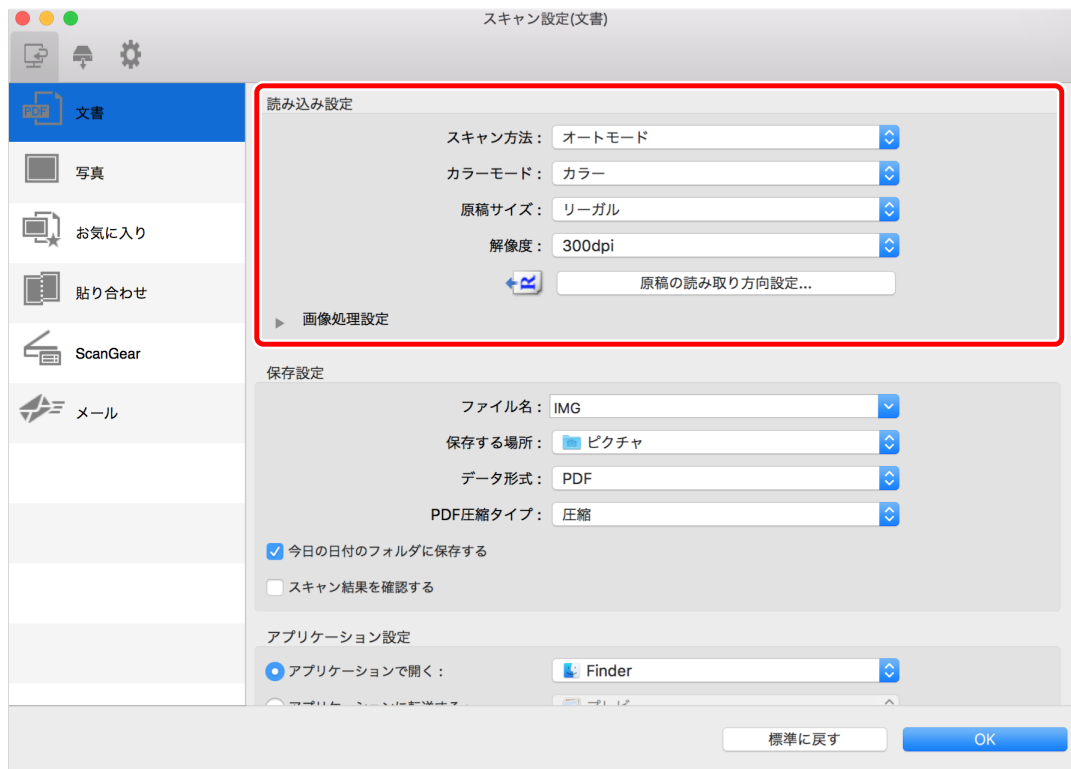 スキャン設定(文書)
PDF
文書
写真
お気に入り
貼り合わせ
ScanGear
メール
読み込み設定
スキャン方法： オートモード
カラーモード： カラー
原稿サイズ： リーガル
解像度： 300dpi
R 原稿の読み取り方向設定...
画像処理設定
保存設定
ファイル名： IMG
保存する場所： ピクチャ
データ形式： PDF
PDF圧縮タイプ： 圧縮
今日の日付のフォルダに保存する
スキャン結果を確認する
アプリケーション設定
アプリケーションで開く： Finder
標準に戻す OK